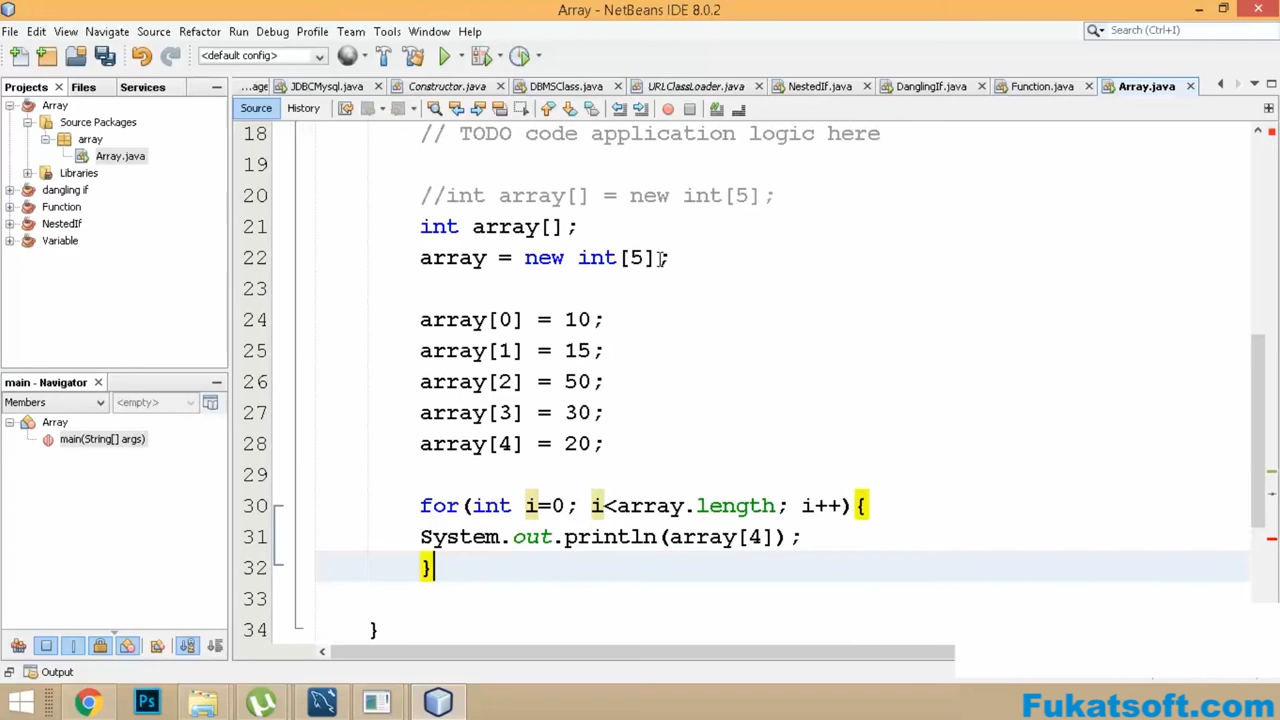 Array - NetBeans IDE 8.0.2
File Edit View Navigate Source Refactor Run Debug Profile Team Tools Window Help
Search (Ctrl+I)
<default config>
Projects Files Services
...age JDBCMysql.java Constructor.java DBMSClass.java URLClassLoader.java NestedIf.java DanglingIf.java Function.java Array.java
Source History
Array
Source Packages
array
Array.java
Libraries
dangling if
Function
NestedIf
Variable
main - Navigator
Members <empty>
Array
main(String[] args)
18 // TODO code application logic here
19
20 //int array[] = new int[5];
21 int array[];
22 array = new int[5];
23
24 array[0] = 10;
25 array[1] = 15;
26 array[2] = 50;
27 array[3] = 30;
28 array[4] = 20;
29
30 for(int i=0; i<array.length; i++){
31 System.out.println(array[4]);
32 }
33
34 }
Output
Ps
Fukatsoft.com